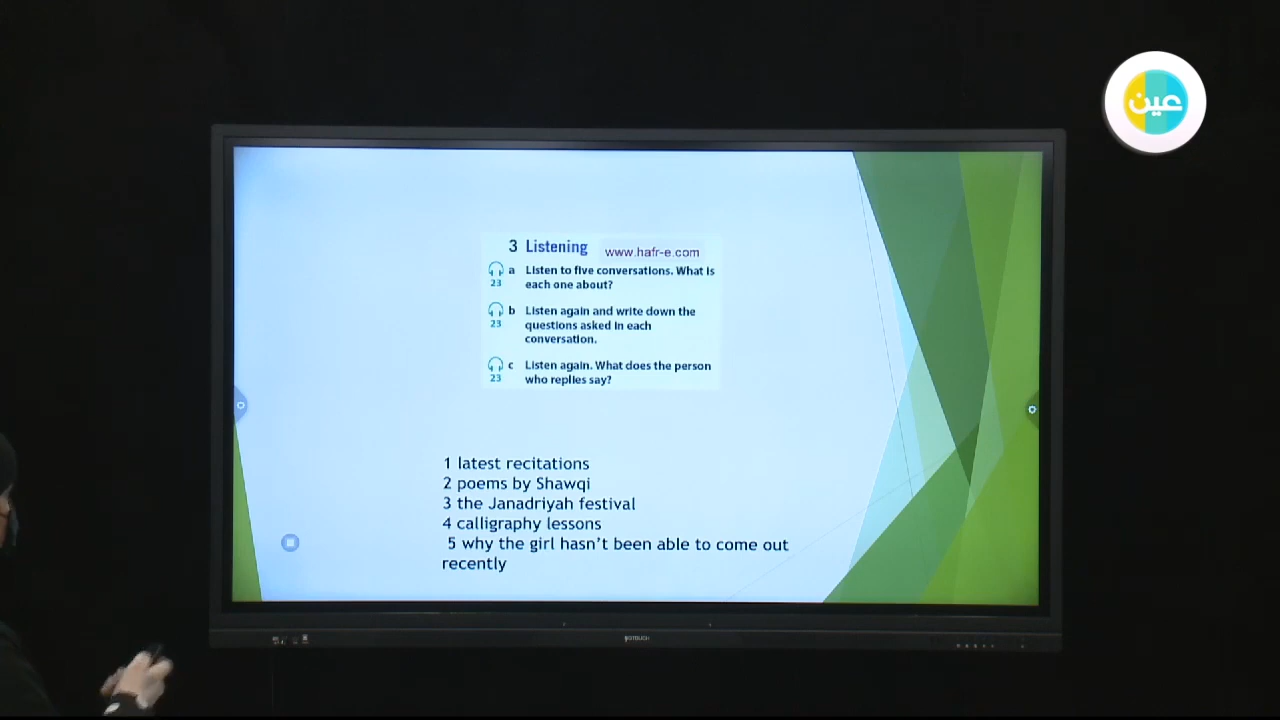 عين
3 Listening www.hafr-e.com
a Listen to five conversations. What is
23 each one about?
b Listen again and write down the
23 questions asked in each
conversation.
c Listen again. What does the person
23 who replies say?
1 latest recitations
2 poems by Shawqi
3 the Janadriyah festival
4 calligraphy lessons
5 why the girl hasn't been able to come out
recently